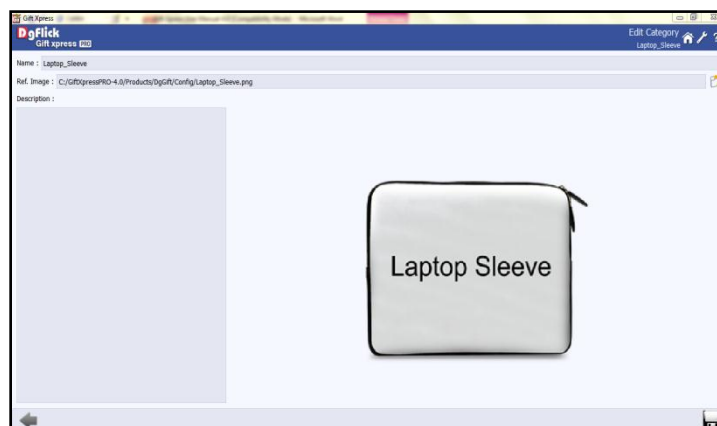 Gift Xpress
DgFlick
Gift xpress PRO
Edit Category
Laptop_Sleeve
Name : Laptop_Sleeve
Ref. Image : C:/GiftXpressPRO-4.0/Products/DgGift/Config/Laptop_Sleeve.png
Description :
Laptop Sleeve